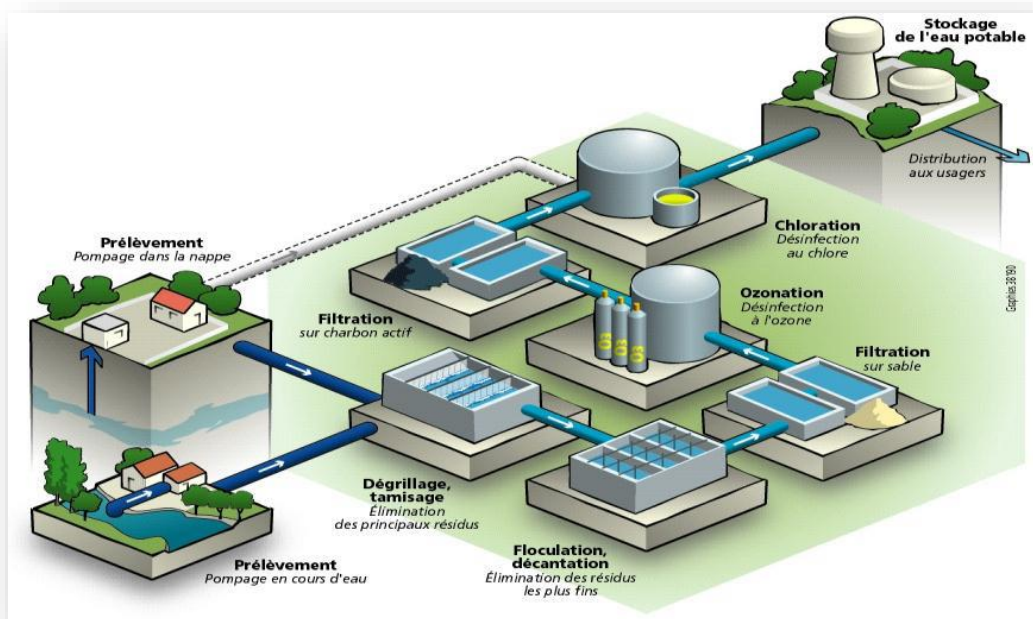 Stockage
de l'eau potable
Distribution
aux usagers
Chloration
Désinfection
au chlore
Prélèvement
Pompage dans la nappe
Ozonation
Désinfection
à l'ozone
Filtration
sur charbon actif
Filtration
sur sable
Dégrillage,
tamisage
Élimination
des principaux résidus
Floculation,
décantation
Élimination des résidus
les plus fins
Prélèvement
Pompage en cours d'eau